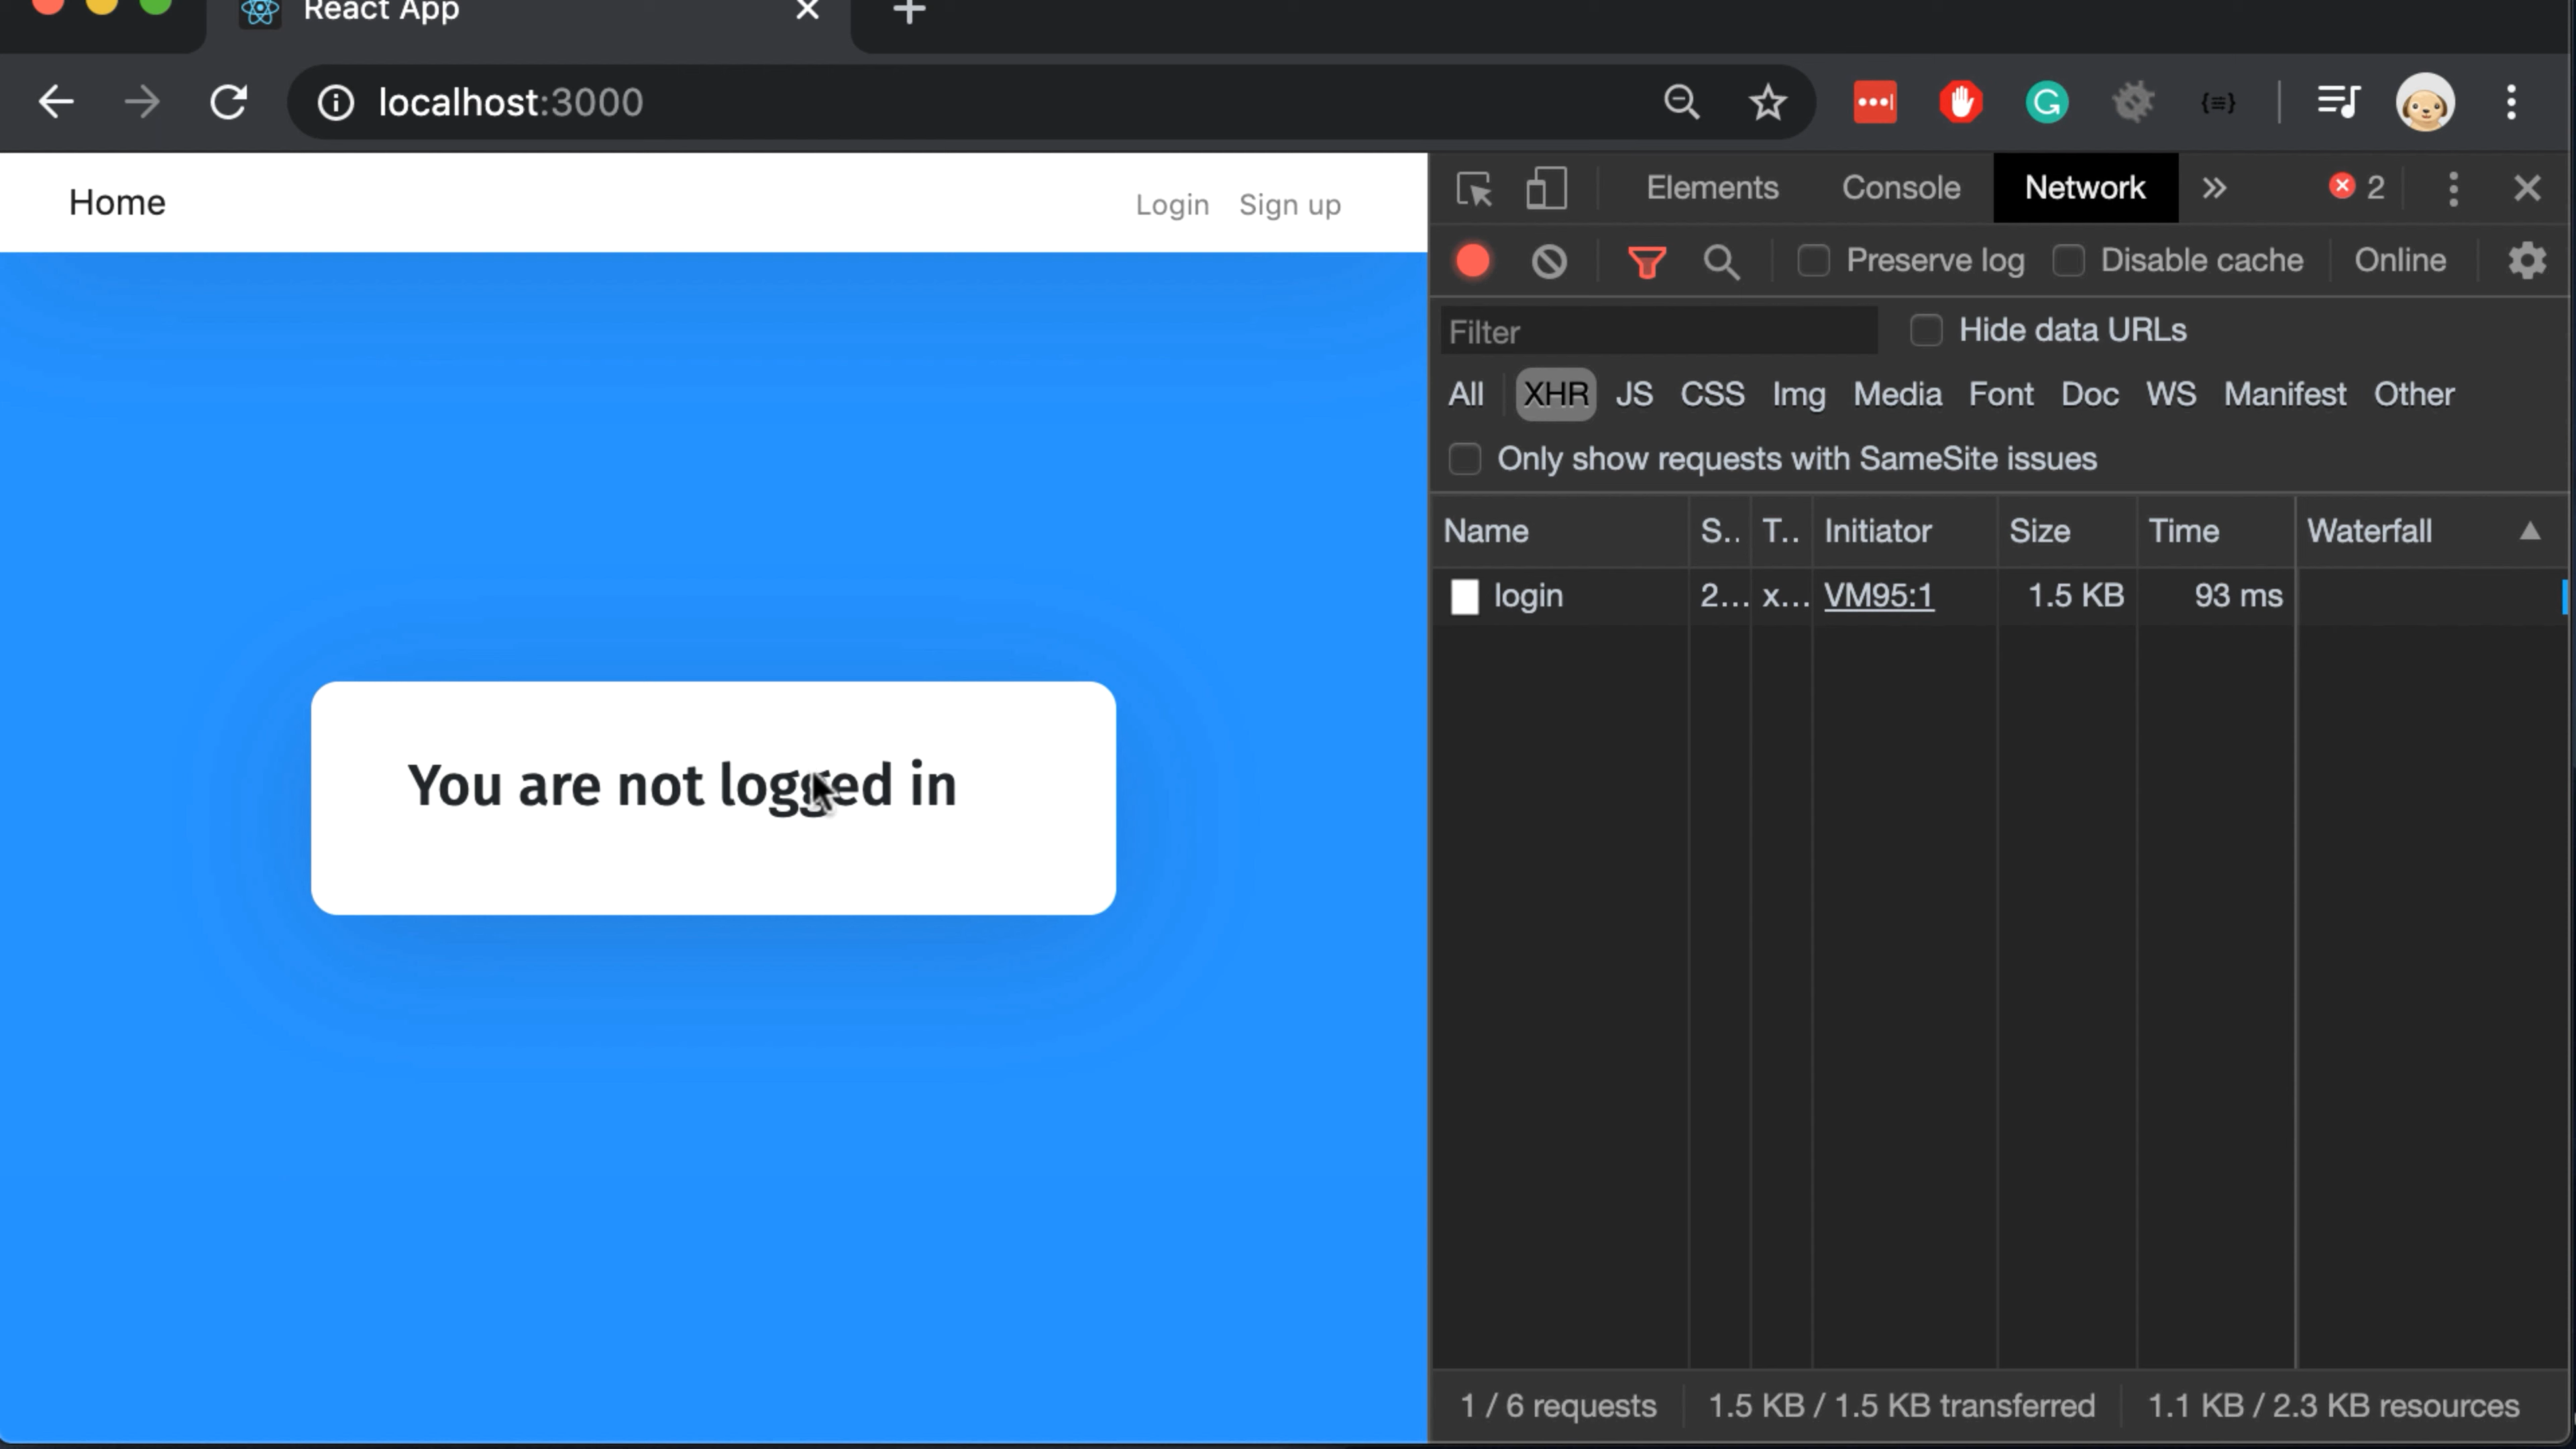 React App
localhost:3000
Home
Login Sign up
You are not logged in
Elements Console Network 2
Preserve log Disable cache Online
Filter Hide data URLs
All XHR JS CSS Img Media Font Doc WS Manifest Other
Only show requests with SameSite issues
Name S.. T.. Initiator Size Time Waterfall
login 2... x... VM95:1 1.5 KB 93 ms
1 / 6 requests 1.5 KB / 1.5 KB transferred 1.1 KB / 2.3 KB resources